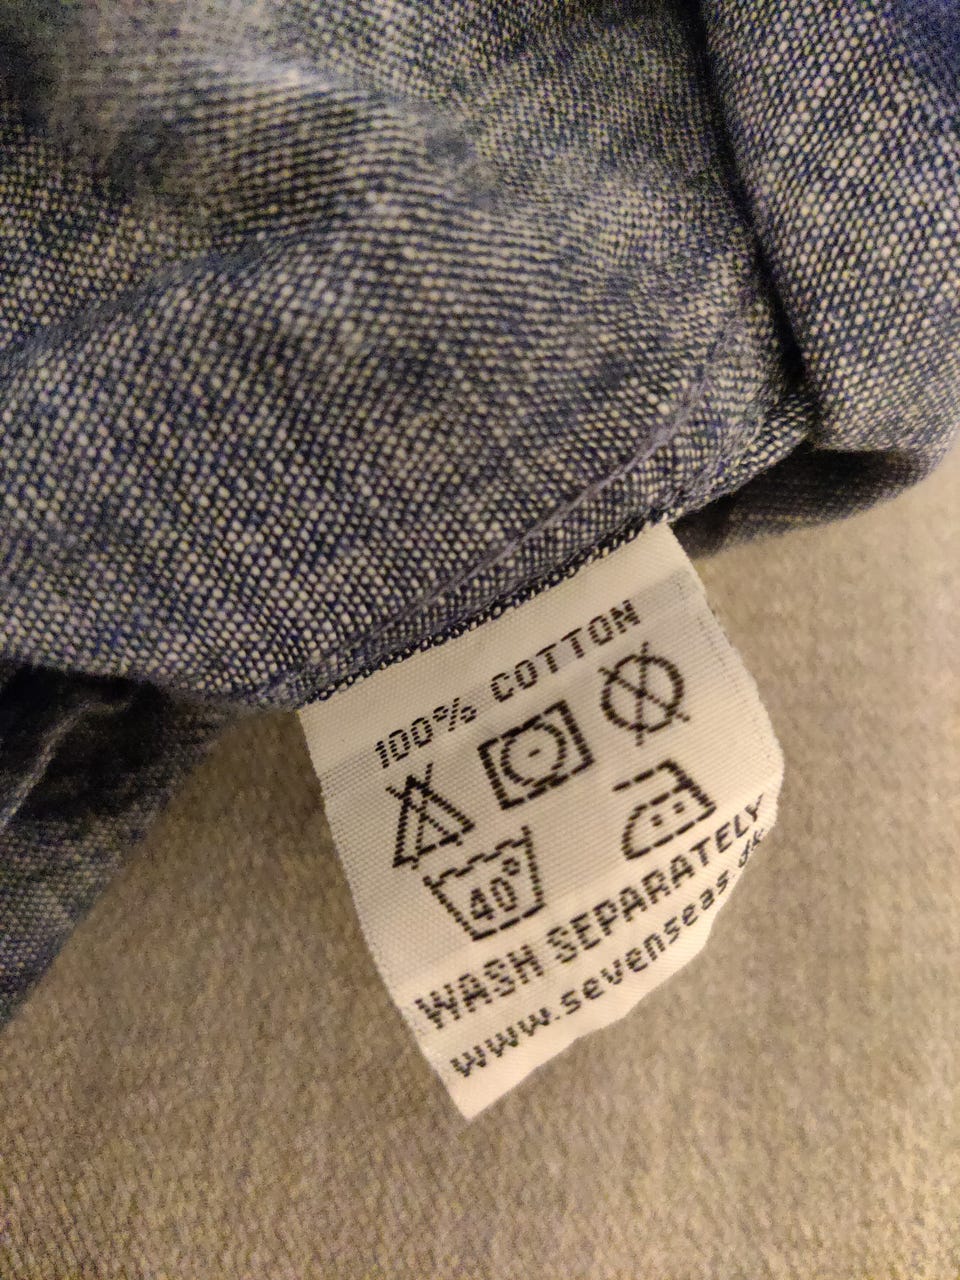 100% COTTON
40°
WASH SEPARATELY
www.sevenseas.dk